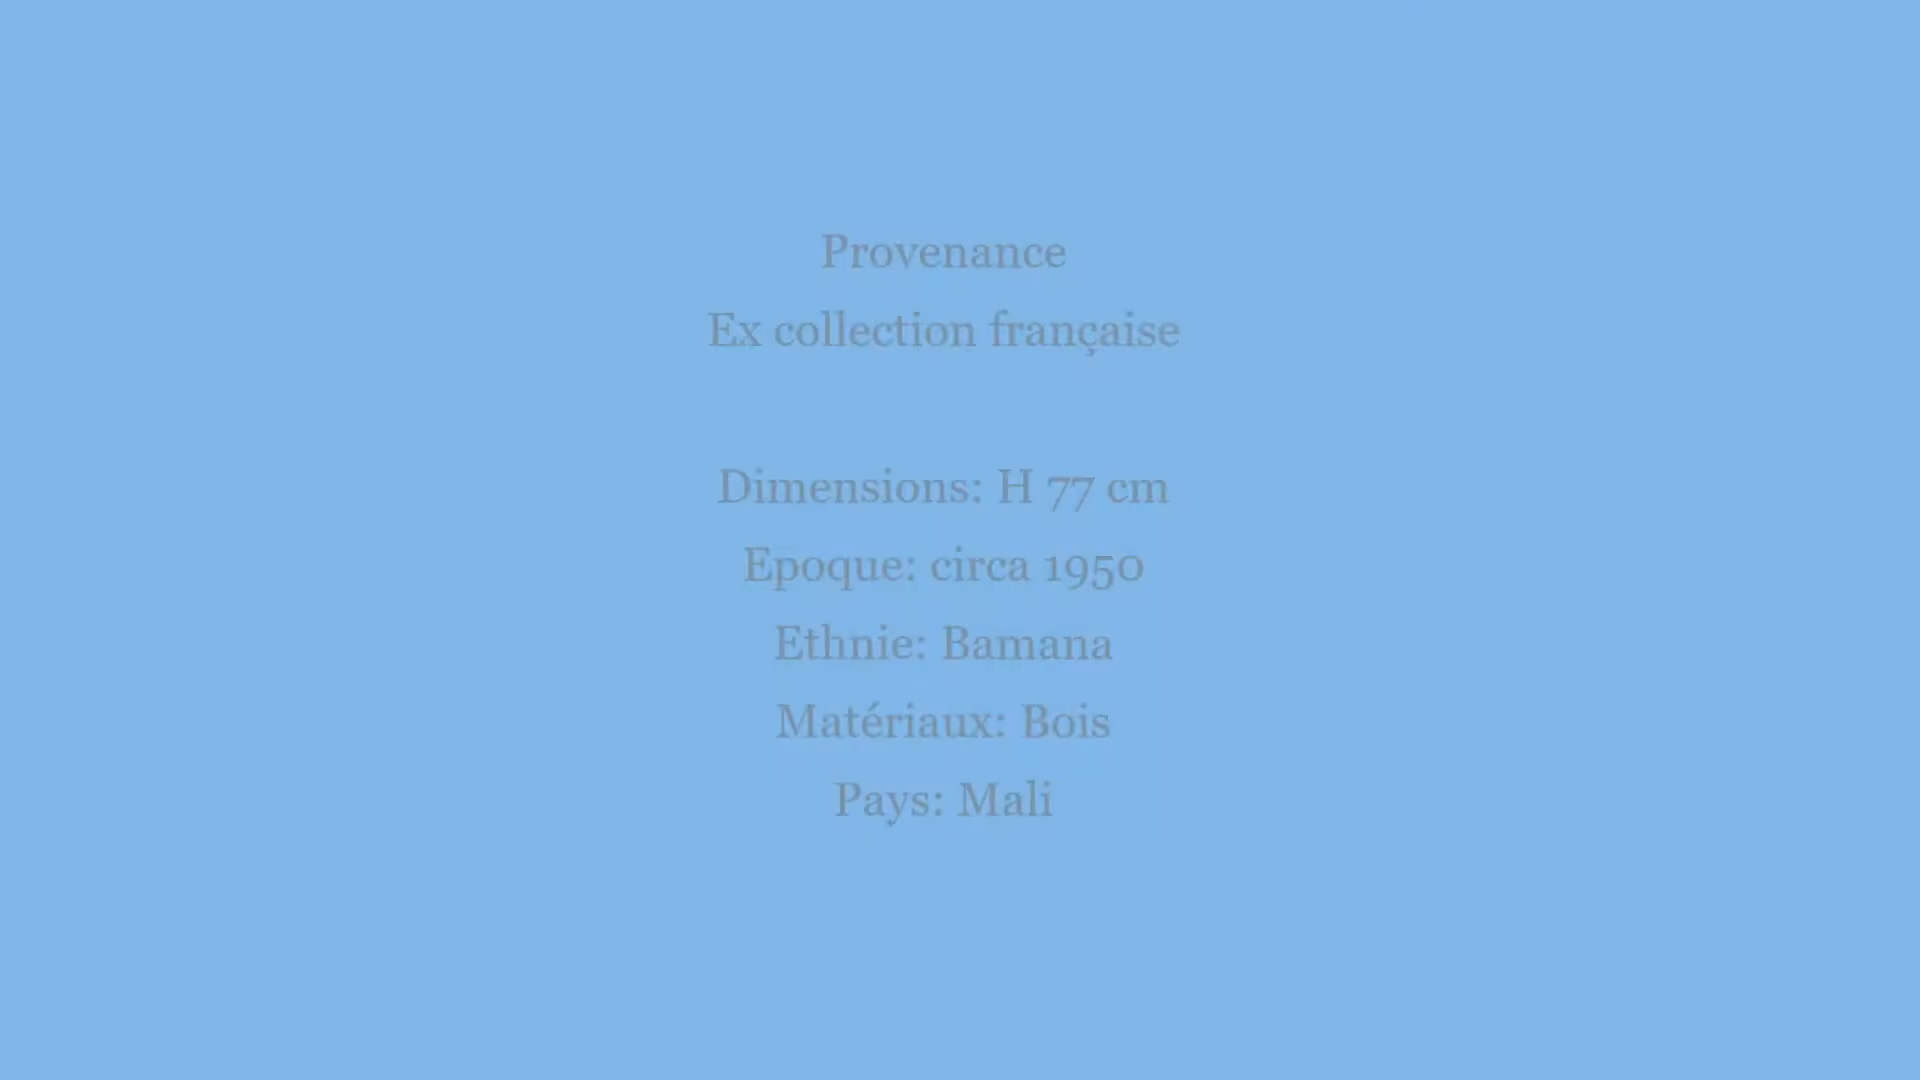 Provenance
Ex collection française
Dimensions: H 77 cm
Epoque: circa 1950
Ethnie: Bamana
Matériaux: Bois
Pays: Mali